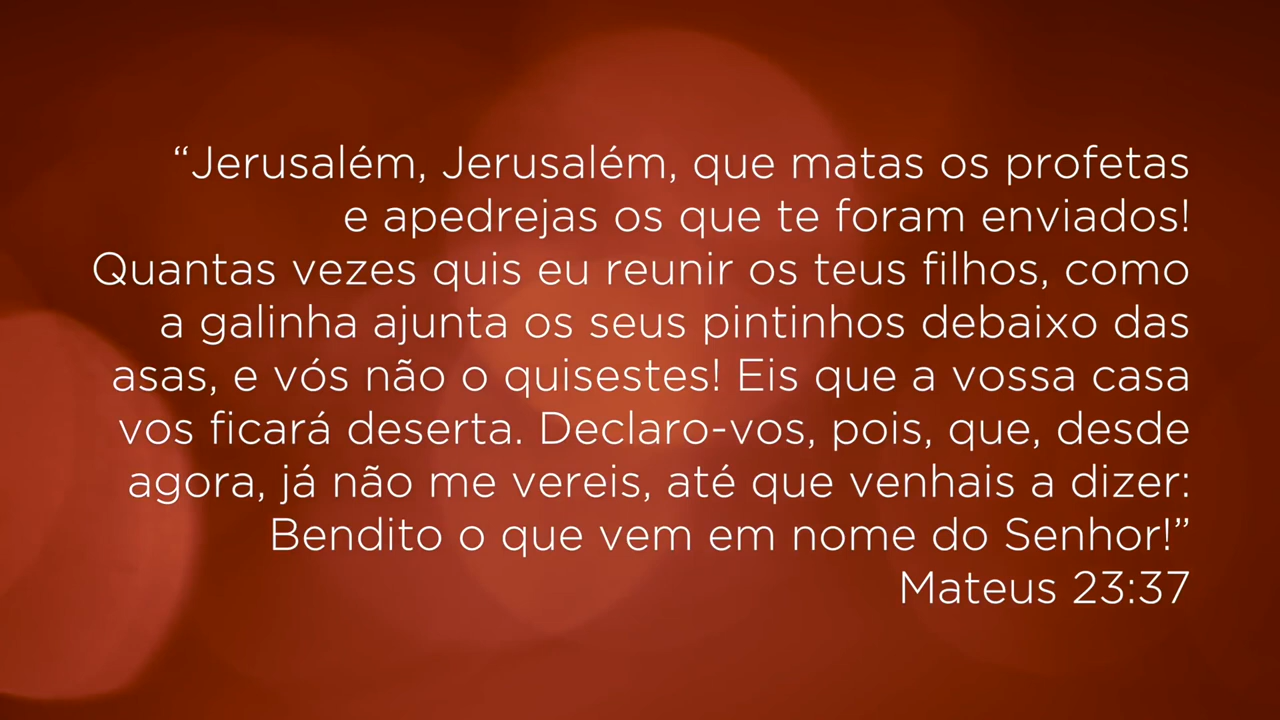 “Jerusalém, Jerusalém, que matas os profetas
e apedrejas os que te foram enviados!
Quantas vezes quis eu reunir os teus filhos, como
a galinha ajunta os seus pintinhos debaixo das
asas, e vós não o quisestes! Eis que a vossa casa
vos ficará deserta. Declaro-vos, pois, que, desde
agora, já não me vereis, até que venhais a dizer:
Bendito o que vem em nome do Senhor!”
Mateus 23:37